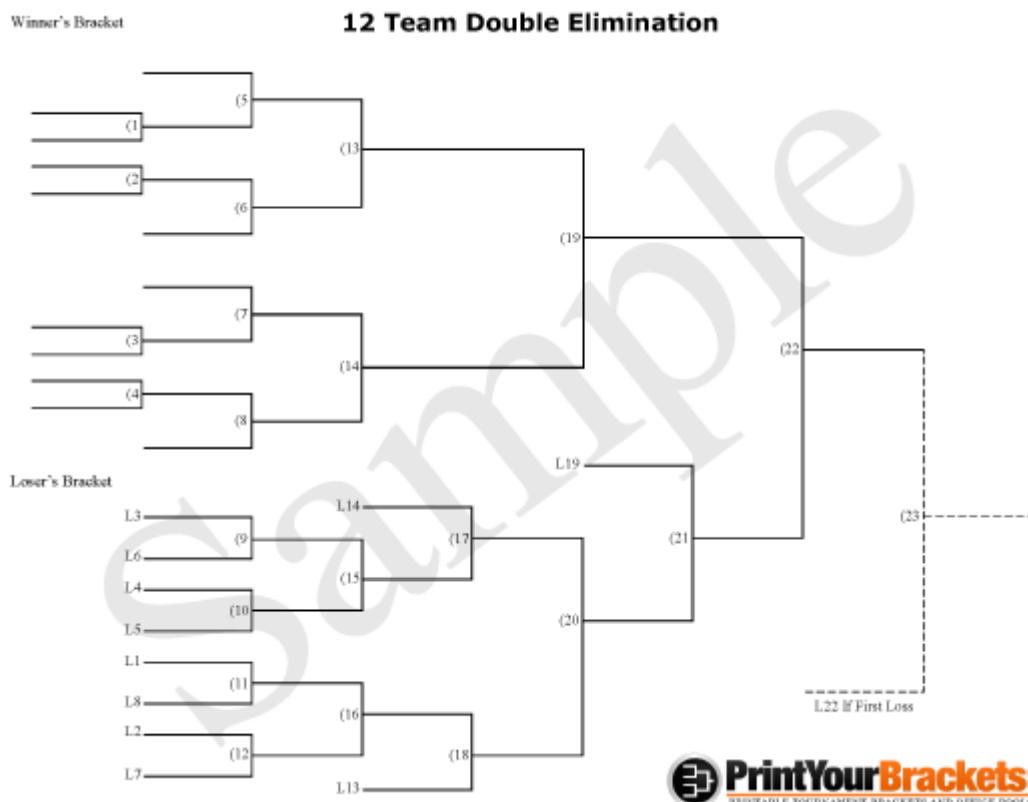 Winner's Bracket
12 Team Double Elimination
(5
(1
(13
(2
(6
(19
(7
(3
(22
(14
(4
(8
L19
Loser's Bracket
L14
L3
(23
(9
(17
(21
L6
(15
L4
(10
(20
L5
L1
(11
L8
L22 If First Loss
(16
L2
(12
(18
L7
L13
Sample
PrintYourBrackets